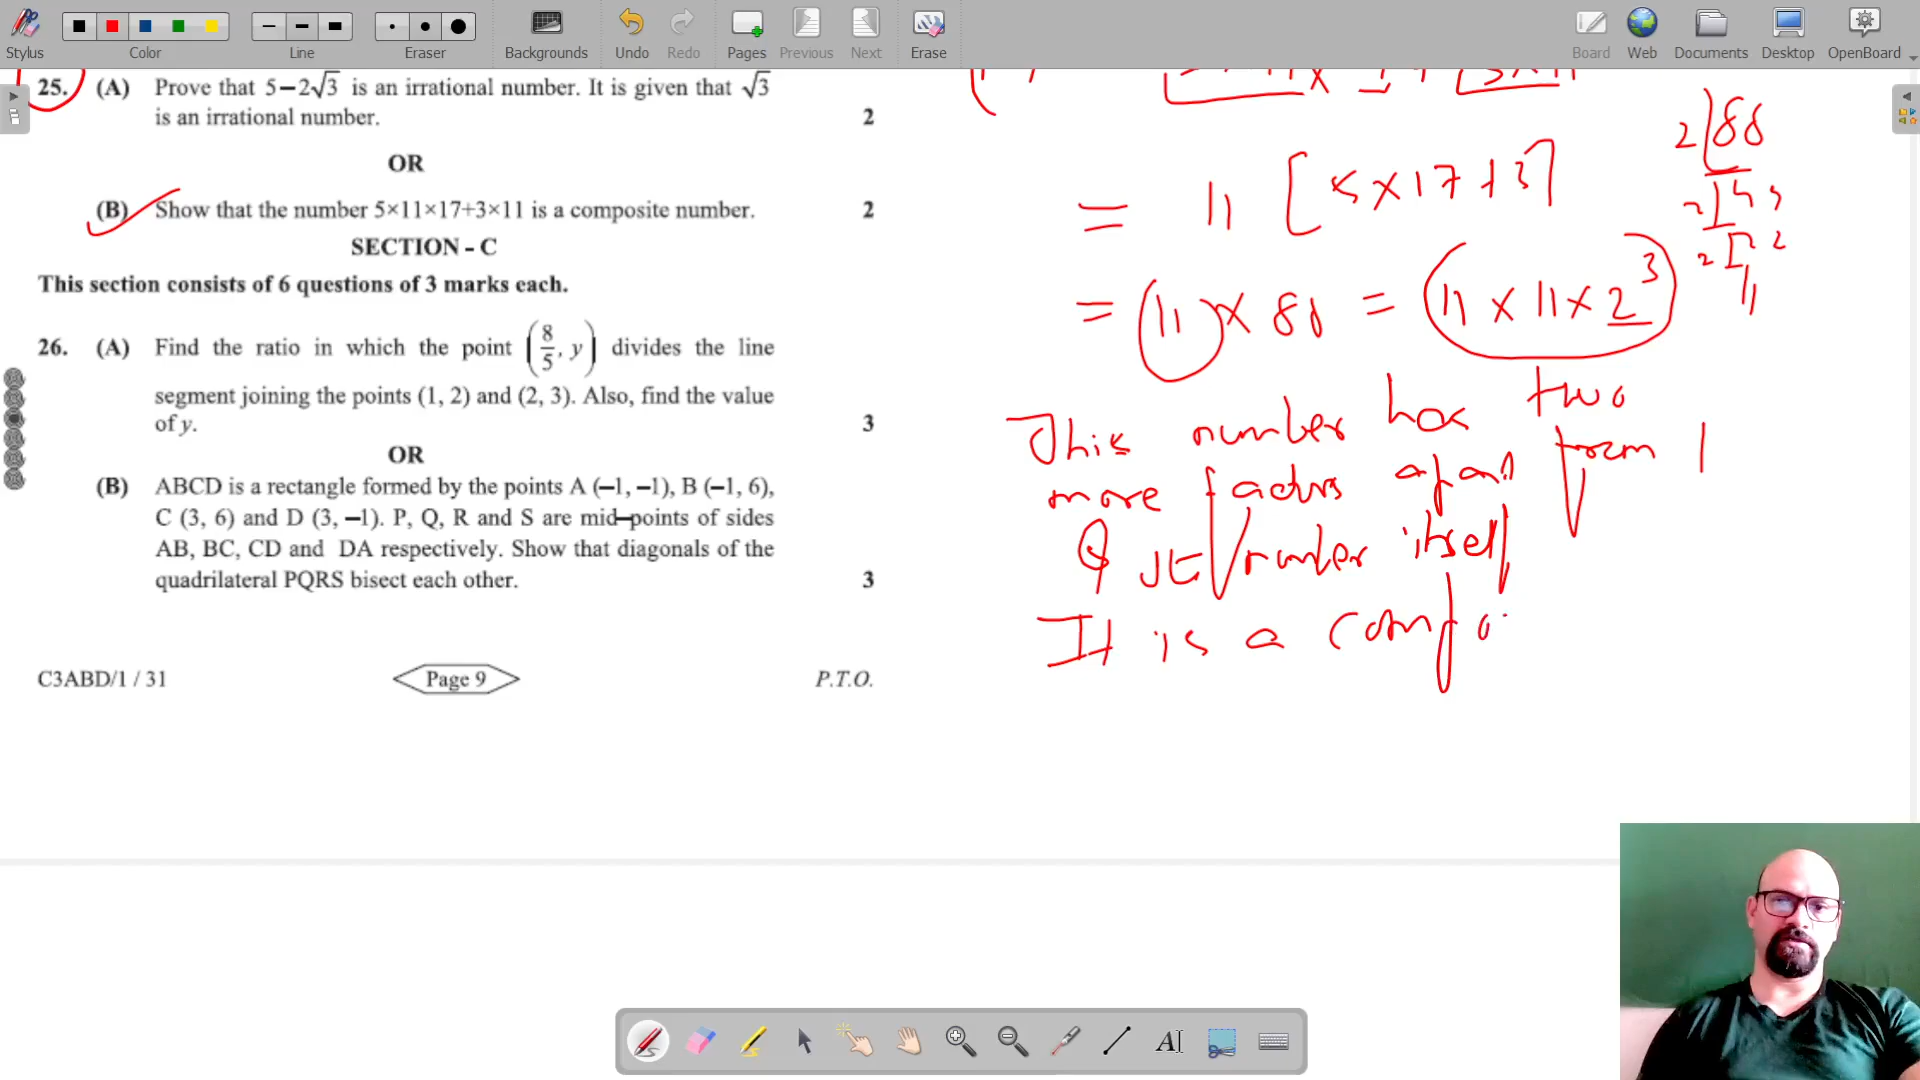 Stylus Color Line Eraser Backgrounds Undo Redo Pages Previous Next Erase Board Web Documents Desktop OpenBoard
25. (A) Prove that 5−2√3 is an irrational number. It is given that √3
is an irrational number. 2
OR
(B) Show that the number 5×11×17+3×11 is a composite number. 2
SECTION - C
This section consists of 6 questions of 3 marks each.
26. (A) Find the ratio in which the point (8/5, y) divides the line
segment joining the points (1, 2) and (2, 3). Also, find the value
of y. 3
OR
(B) ABCD is a rectangle formed by the points A (−1, −1), B (−1, 6),
C (3, 6) and D (3, −1). P, Q, R and S are mid−points of sides
AB, BC, CD and DA respectively. Show that diagonals of the
quadrilateral PQRS bisect each other. 3
C3ABD/1 / 31 Page 9 P.T.O.
= 11 [5×17+3]
= 11 × 88 = 11 × 11 × 2³
2 88
2 44
2 22
11
This number has two
more factors apart from 1
number itself
It is a compo